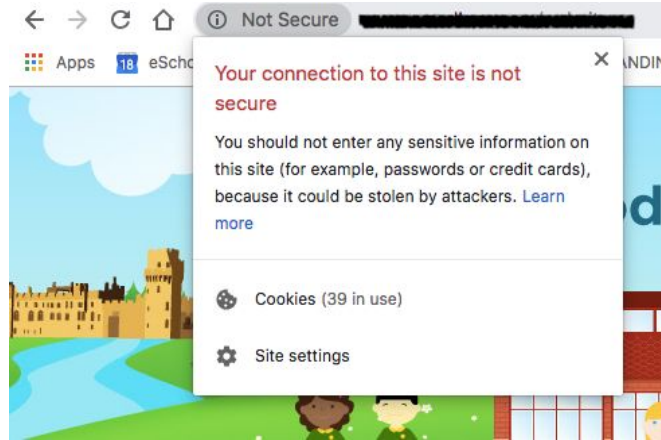 Not Secure
Apps 18 eScho
ANDIN
Your connection to this site is not
secure
You should not enter any sensitive information on
this site (for example, passwords or credit cards),
because it could be stolen by attackers. Learn
more
od
Cookies (39 in use)
Site settings